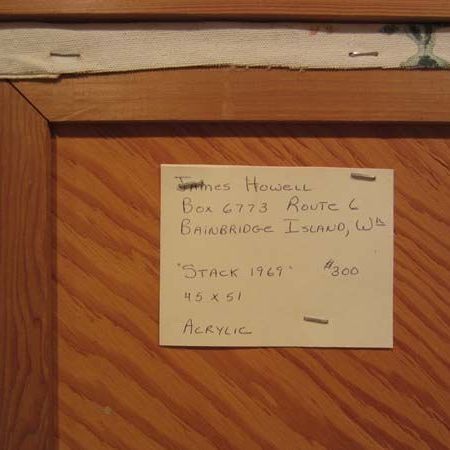 James Howell
Box 6773 Route 6
Bainbridge Island, Wa
"Stack 1969" $300
45 x 51
Acrylic